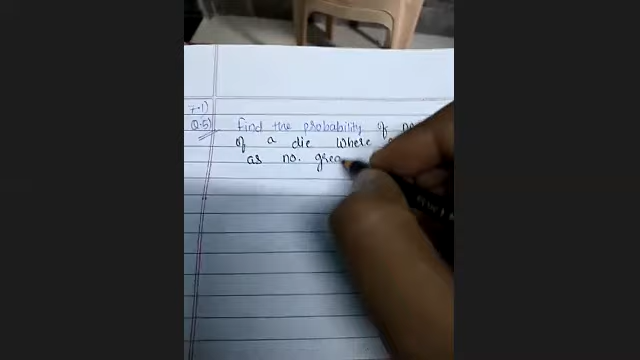 7.1)
Q.5) find the probability of
of a die where
as no. grea